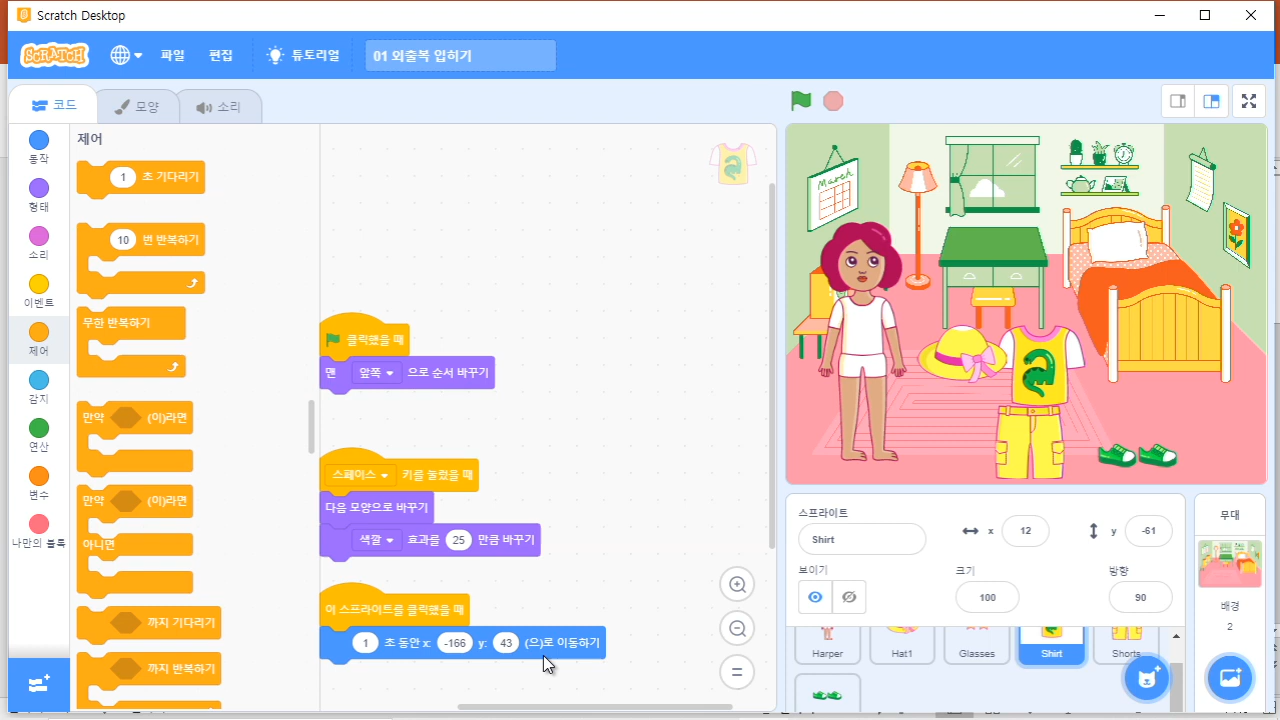 Scratch Desktop
SCRATCH
파일
편집
튜토리얼
01 외출복 입히기
코드
모양
소리
동작
형태
소리
이벤트
제어
감지
연산
변수
나만의 블록
제어
1 초 기다리기
10 번 반복하기
무한 반복하기
만약 (이)라면
만약 (이)라면
아니면
까지 기다리기
까지 반복하기
클릭했을 때
맨 앞쪽 으로 순서 바꾸기
스페이스 키를 눌렀을 때
다음 모양으로 바꾸기
색깔 효과를 25 만큼 바꾸기
이 스프라이트를 클릭했을 때
1 초 동안 x: -166 y: 43 (으)로 이동하기
March
스프라이트
Shirt
x 12
y -61
보이기
크기
100
방향
90
Harper
Hat1
Glasses
Shirt
Shorts
무대
배경
2